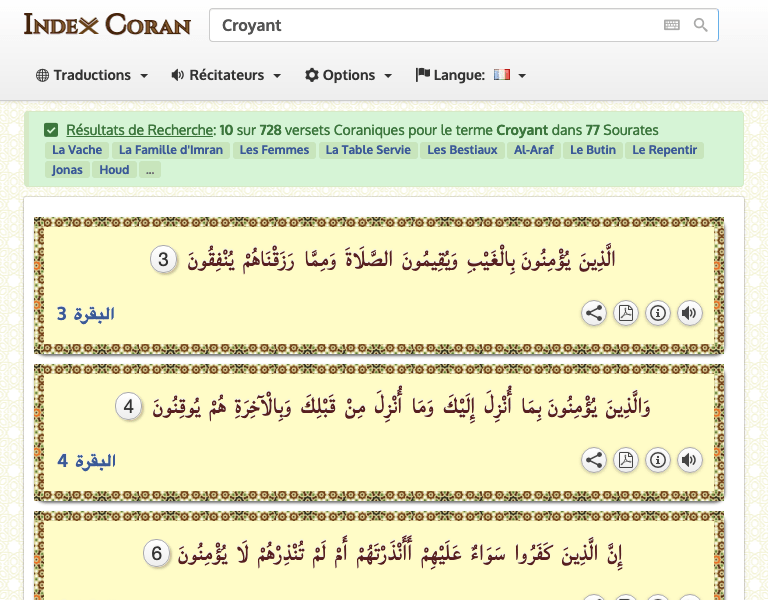 Index Coran
Croyant
Traductions Récitateurs Options Langue:
Résultats de Recherche: 10 sur 728 versets Coraniques pour le terme Croyant dans 77 Sourates
La Vache La Famille d'Imran Les Femmes La Table Servie Les Bestiaux Al-Araf Le Butin Le Repentir
Jonas Houd ...
الَّذِينَ يُؤْمِنُونَ بِالْغَيْبِ وَيُقِيمُونَ الصَّلَاةَ وَمِمَّا رَزَقْنَاهُمْ يُنْفِقُونَ 3
البقرة 3
وَالَّذِينَ يُؤْمِنُونَ بِمَا أُنْزِلَ إِلَيْكَ وَمَا أُنْزِلَ مِنْ قَبْلِكَ وَبِالْآخِرَةِ هُمْ يُوقِنُونَ 4
البقرة 4
إِنَّ الَّذِينَ كَفَرُوا سَوَاءٌ عَلَيْهِمْ أَأَنْذَرْتَهُمْ أَمْ لَمْ تُنْذِرْهُمْ لَا يُؤْمِنُونَ 6